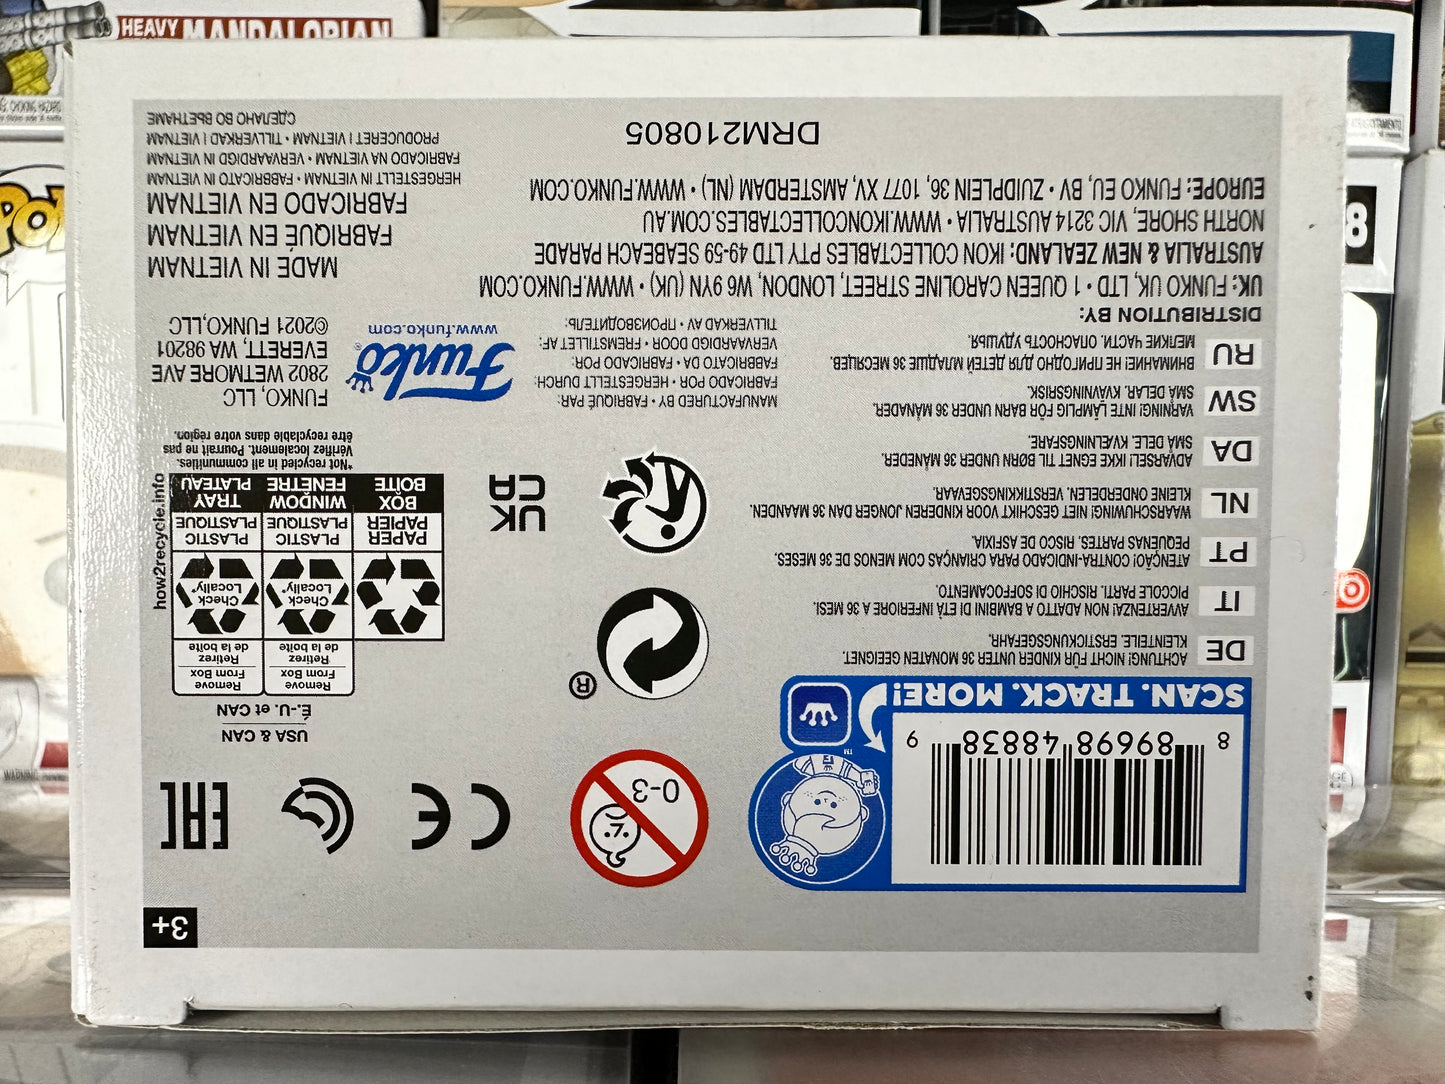 HEAVY MANDALORIAN
3+
8 89698 48838 9
SCAN. TRACK. MORE!
TM
0-3
CE
EAC
USA & CAN
É.-U. et CAN
Remove
From Box
Retirez
de la boîte
Remove
From Box
Retirez
de la boîte
Check
Locally*
Check
Locally*
PAPER
PAPIER
PLASTIC
PLASTIQUE
PLASTIC
PLASTIQUE
BOX
BOÎTE
WINDOW
FENÊTRE
TRAY
PLATEAU
how2recycle.info
*Not recycled in all communities.
Vérifiez localement. Pourrait ne pas
être recyclable dans votre région.
®
UK
CA
DE
ACHTUNG! NICHT FÜR KINDER UNTER 36 MONATEN GEEIGNET.
KLEINTEILE. ERSTICKUNGSGEFAHR.
IT
AVVERTENZA! NON ADATTO A BAMBINI DI ETÀ INFERIORE A 36 MESI.
PICCOLE PARTI. RISCHIO DI SOFFOCAMENTO.
PT
ATENÇÃO! CONTRA-INDICADO PARA CRIANÇAS COM MENOS DE 36 MESES.
PEQUENAS PARTES. RISCO DE ASFIXIA.
NL
WAARSCHUWING! NIET GESCHIKT VOOR KINDEREN JONGER DAN 36 MAANDEN.
KLEINE ONDERDELEN. VERSTIKKINGSGEVAAR.
DA
ADVARSEL! IKKE EGNET TIL BØRN UNDER 36 MÅNEDER.
SMÅ DELE. KVÆLNINGSFARE.
SW
VARNING! INTE LÄMPLIG FÖR BARN UNDER 36 MÅNADER.
SMÅ DELAR. KVÄVNINGSRISK.
RU
ВНИМАНИЕ! НЕ ПРИГОДНО ДЛЯ ДЕТЕЙ МЛАДШЕ 36 МЕСЯЦЕВ.
МЕЛКИЕ ЧАСТИ. ОПАСНОСТЬ УДУШЬЯ.
MANUFACTURED BY • FABRIQUÉ PAR:
FABRICADO POR • HERGESTELLT DURCH:
FABBRICATO DA • FABRICADO POR:
VERVAARDIGD DOOR • FREMSTILLET AF:
TILLVERKAD AV • ПРОИЗВОДИТЕЛЬ:
Funko®
www.funko.com
FUNKO, LLC
2802 WETMORE AVE
EVERETT, WA 98201
©2021 FUNKO,LLC
DISTRIBUTION BY:
UK: FUNKO UK, LTD • 1 QUEEN CAROLINE STREET, LONDON, W6 9YN (UK) • WWW.FUNKO.COM
AUSTRALIA & NEW ZEALAND: IKON COLLECTABLES PTY LTD 49-59 SEABEACH PARADE
NORTH SHORE, VIC 3214 AUSTRALIA • WWW.IKONCOLLECTABLES.COM.AU
EUROPE: FUNKO EU, BV • ZUIDPLEIN 36, 1077 XV, AMSTERDAM (NL) • WWW.FUNKO.COM
MADE IN VIETNAM
FABRIQUÉ EN VIETNAM
FABRICADO EN VIETNAM
HERGESTELLT IN VIETNAM • FABBRICATO IN VIETNAM
FABRICADO NA VIETNAM • VERVAARDIGD IN VIETNAM
PRODUCERET I VIETNAM • TILLVERKAD I VIETNAM
СДЕЛАНО ВО ВЬЕТНАМЕ
DRM210805
8